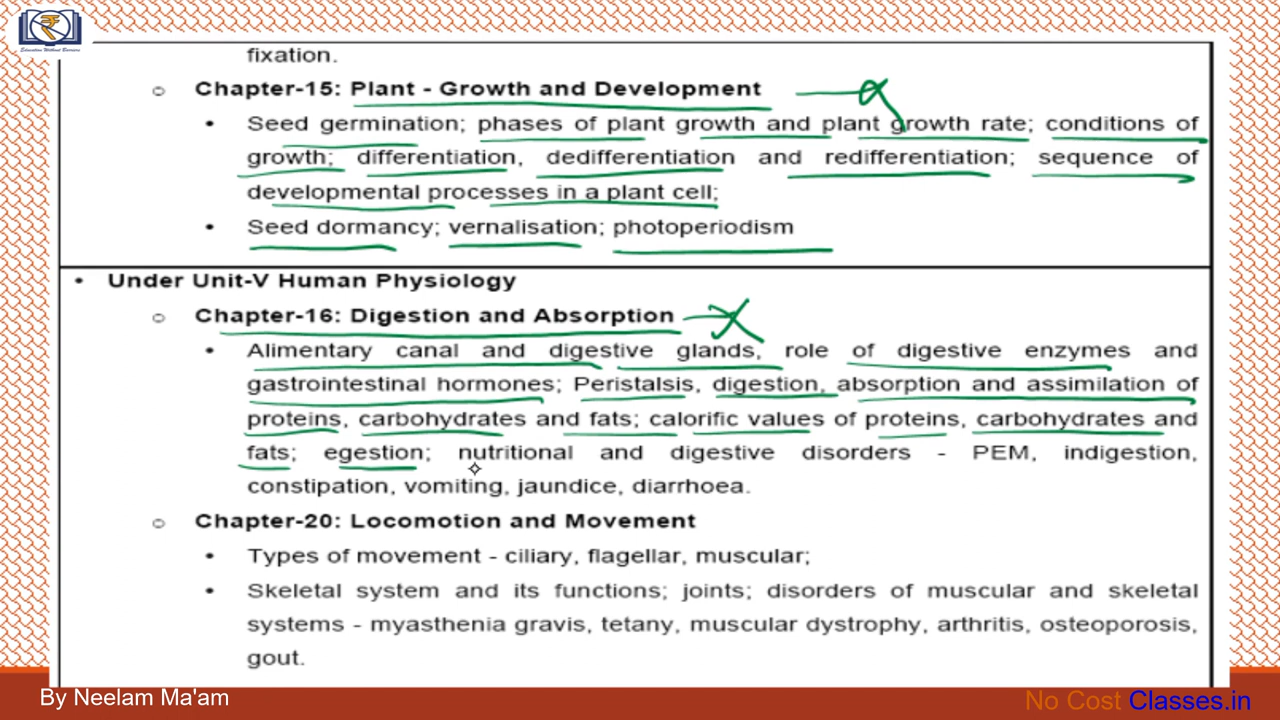 Education Without Barriers
fixation.
o Chapter-15: Plant - Growth and Development
• Seed germination; phases of plant growth and plant growth rate; conditions of
growth; differentiation, dedifferentiation and redifferentiation; sequence of
developmental processes in a plant cell;
• Seed dormancy; vernalisation; photoperiodism
• Under Unit-V Human Physiology
o Chapter-16: Digestion and Absorption
• Alimentary canal and digestive glands, role of digestive enzymes and
gastrointestinal hormones; Peristalsis, digestion, absorption and assimilation of
proteins, carbohydrates and fats; calorific values of proteins, carbohydrates and
fats; egestion; nutritional and digestive disorders - PEM, indigestion,
constipation, vomiting, jaundice, diarrhoea.
o Chapter-20: Locomotion and Movement
• Types of movement - ciliary, flagellar, muscular;
• Skeletal system and its functions; joints; disorders of muscular and skeletal
systems - myasthenia gravis, tetany, muscular dystrophy, arthritis, osteoporosis,
gout.
By Neelam Ma'am
No Cost Classes.in